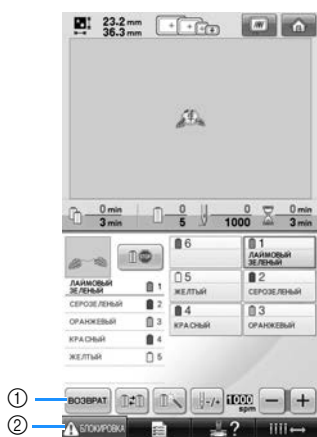 23.2 mm
36.3 mm
0 min
3 min
0
5
0
1000
0 min
3 min
ЛАЙМОВЫЙ
ЗЕЛЕНЫЙ
1
СЕРОЗЕЛЕНЫЙ
2
ОРАНЖЕВЫЙ
3
КРАСНЫЙ
4
ЖЕЛТЫЙ
5
6
1
ЛАЙМОВЫЙ
ЗЕЛЕНЫЙ
5
ЖЕЛТЫЙ
2
СЕРОЗЕЛЕНЫЙ
4
КРАСНЫЙ
3
ОРАНЖЕВЫЙ
① ВОЗВРАТ -/+ 1000 spm − +
② БЛОКИРОВКА ?